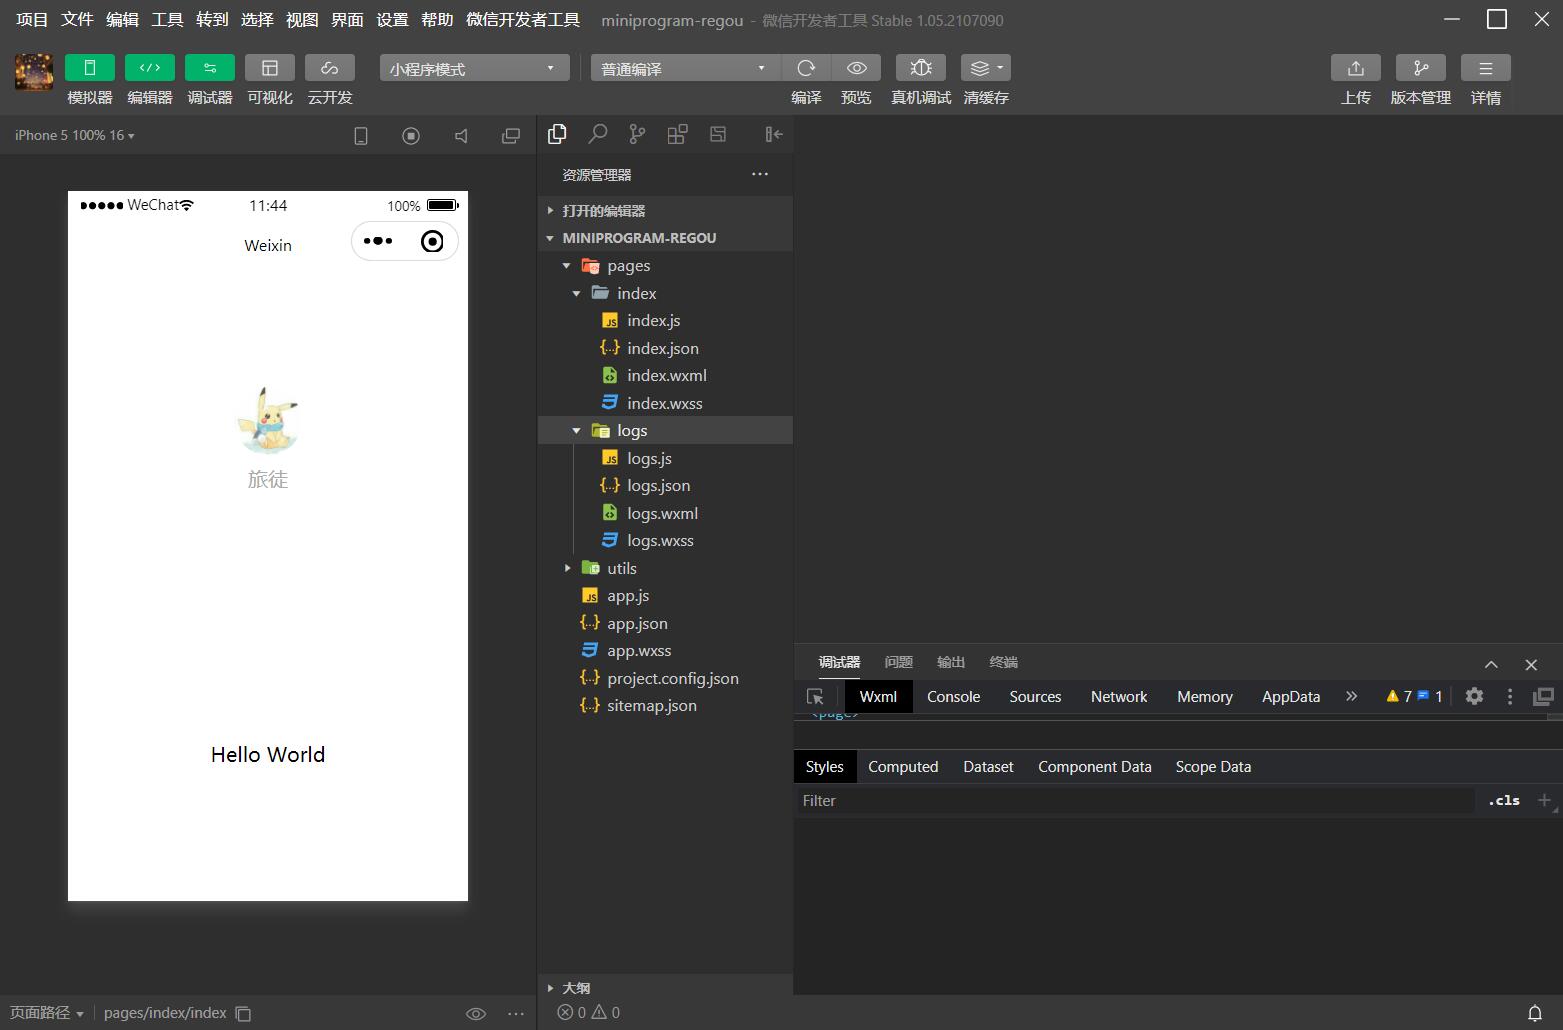 项目 文件 编辑 工具 转到 选择 视图 界面 设置 帮助 微信开发者工具 miniprogram-regou - 微信开发者工具 Stable 1.05.2107090
小程序模式 普通编译
模拟器 编辑器 调试器 可视化 云开发 编译 预览 真机调试 清缓存 上传 版本管理 详情
iPhone 5 100% 16
WeChat 11:44 100%
Weixin
旅徒
Hello World
页面路径 pages/index/index
资源管理器
打开的编辑器
MINIPROGRAM-REGOU
pages
index
JS index.js
{..} index.json
index.wxml
index.wxss
logs
JS logs.js
{..} logs.json
logs.wxml
logs.wxss
utils
JS app.js
{..} app.json
app.wxss
{..} project.config.json
{..} sitemap.json
大纲
0 0
调试器 问题 输出 终端
Wxml Console Sources Network Memory AppData 7 1
<page>
Styles Computed Dataset Component Data Scope Data
Filter .cls